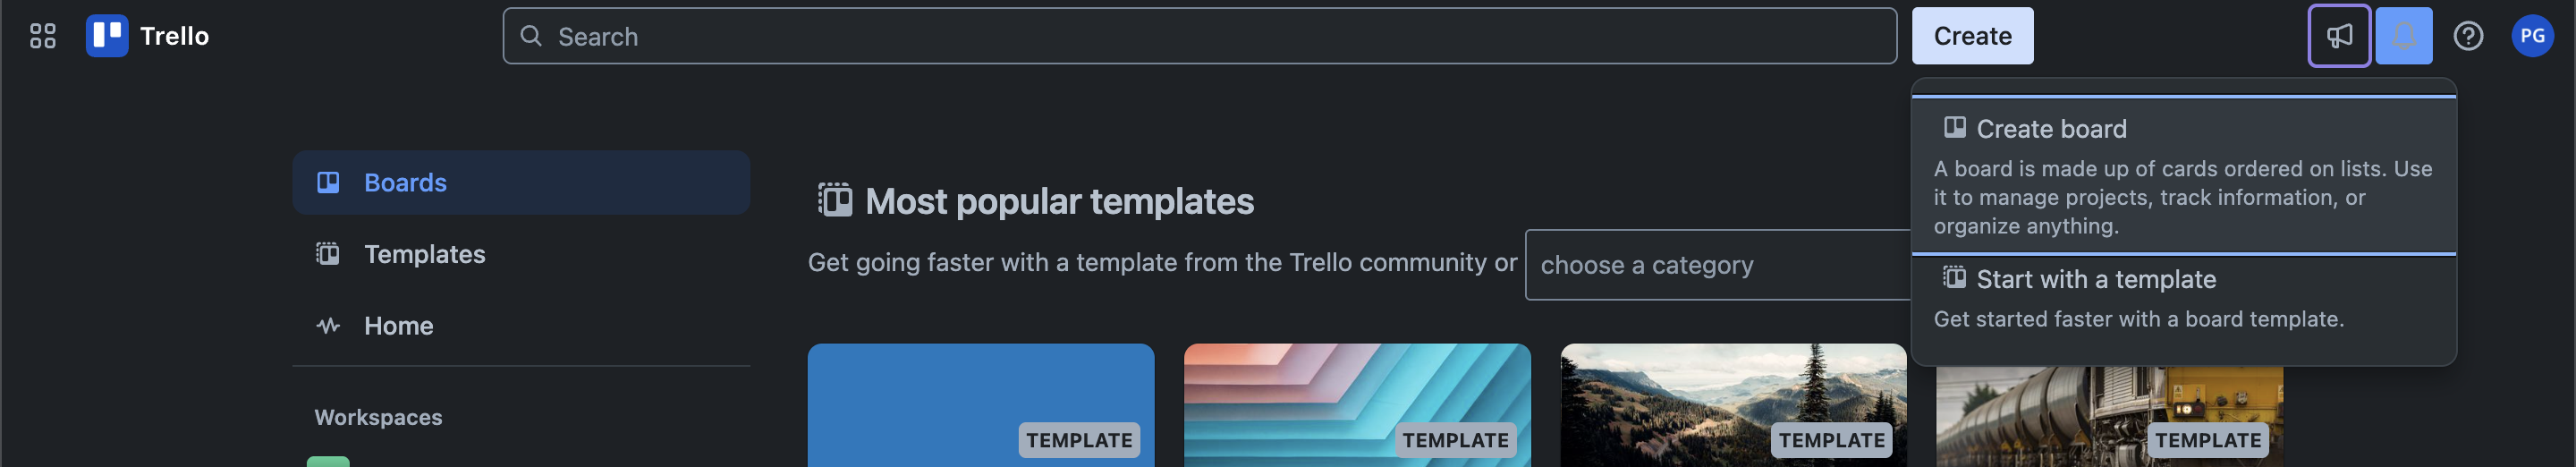 Trello
Search
Create
PG
Boards
Templates
Home
Workspaces
Most popular templates
Get going faster with a template from the Trello community or
choose a category
TEMPLATE
TEMPLATE
TEMPLATE
TEMPLATE
Create board
A board is made up of cards ordered on lists. Use
it to manage projects, track information, or
organize anything.
Start with a template
Get started faster with a board template.